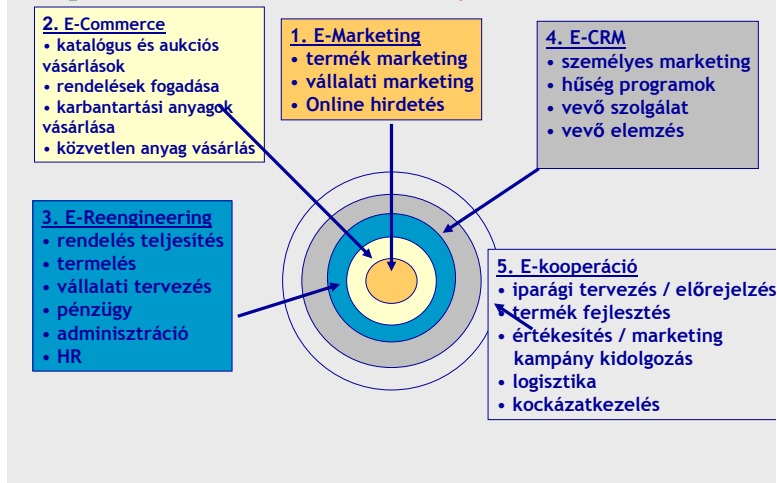 2. E-Commerce
• katalógus és aukciós
vásárlások
• rendelések fogadása
• karbantartási anyagok
vásárlása
• közvetlen anyag vásárlás
1. E-Marketing
• termék marketing
• vállalati marketing
• Online hirdetés
4. E-CRM
• személyes marketing
• hűség programok
• vevő szolgálat
• vevő elemzés
3. E-Reengineering
• rendelés teljesítés
• termelés
• vállalati tervezés
• pénzügy
• adminisztráció
• HR
5. E-kooperáció
• iparági tervezés / előrejelzés
• termék fejlesztés
• értékesítés / marketing
kampány kidolgozás
• logisztika
• kockázatkezelés